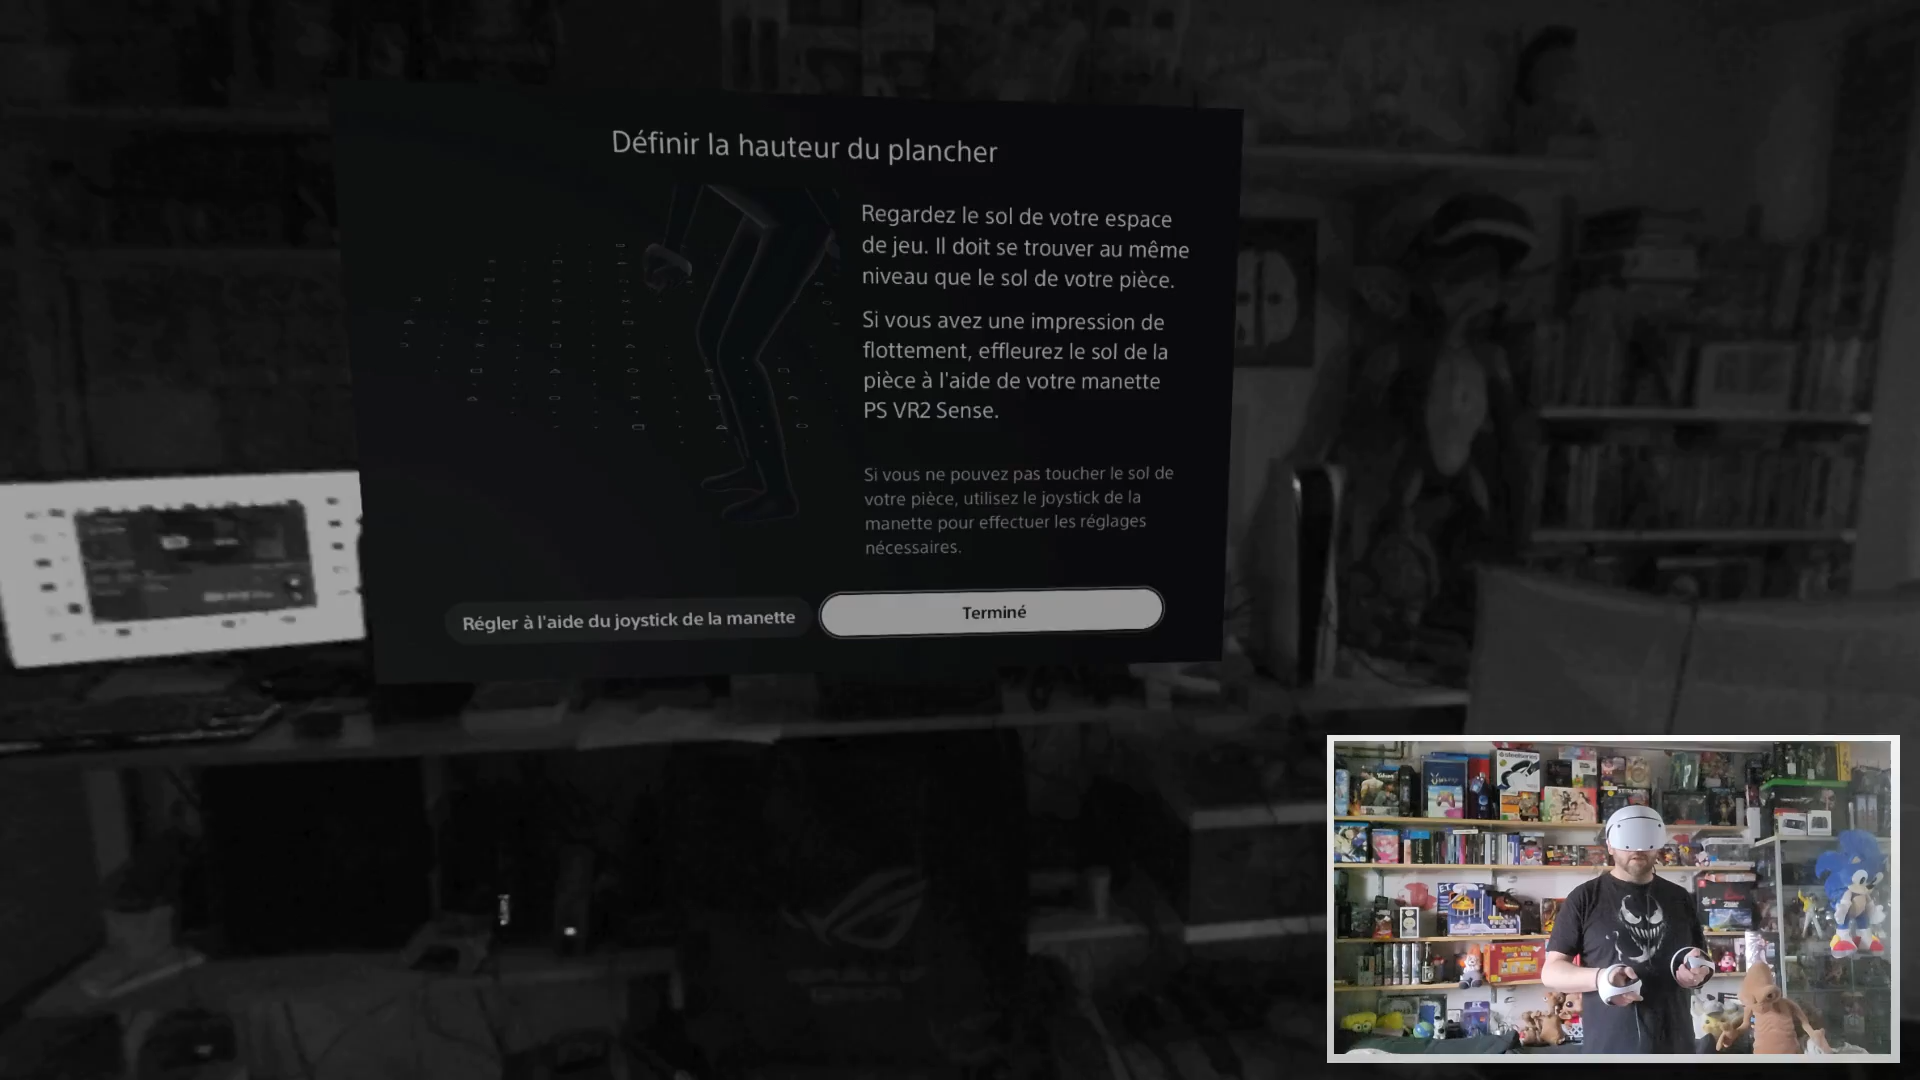 Définir la hauteur du plancher
Regardez le sol de votre espace
de jeu. Il doit se trouver au même
niveau que le sol de votre pièce.
Si vous avez une impression de
flottement, effleurez le sol de la
pièce à l'aide de votre manette
PS VR2 Sense.
Si vous ne pouvez pas toucher le sol de
votre pièce, utilisez le joystick de la
manette pour effectuer les réglages
nécessaires.
Régler à l'aide du joystick de la manette
Terminé